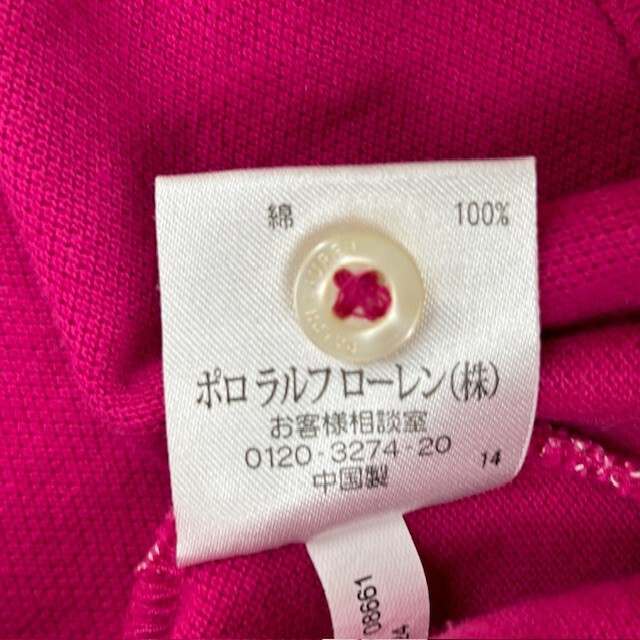 綿 100%
ポロ ラルフ ローレン(株)
お客様相談室
0120-3274-20
中国製 14
08661